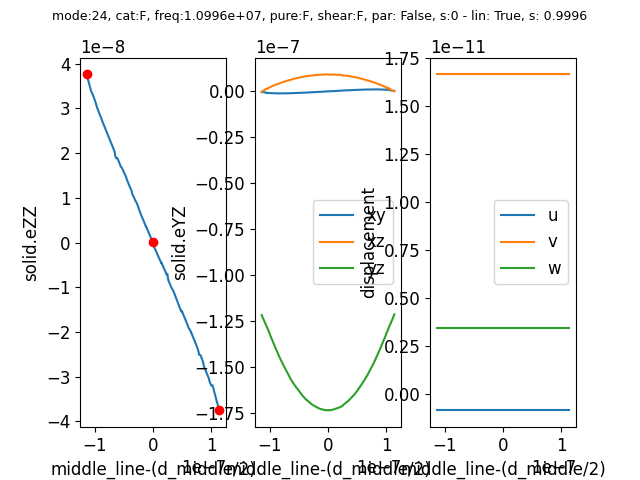 mode:24, cat:F, freq:1.0996e+07, pure:F, shear:F, par: False, s:0 - lin: True, s: 0.9996
1e−8
4
3
2
1
0
−1
−2
−3
−4
solid.eZZ
−1 0 1
1e−7
middle_line-(d_middle/2)
1e−7
0.00
−0.25
−0.50
−0.75
−1.00
−1.25
−1.50
−1.75
solid.eYZ
xy
xz
yz
−1 0 1
1e−7
middle_line-(d_middle/2)
1e−11
1.75
1.50
1.25
1.00
0.75
0.50
0.25
0.00
displacement
u
v
w
−1 0 1
1e−7
middle_line-(d_middle/2)